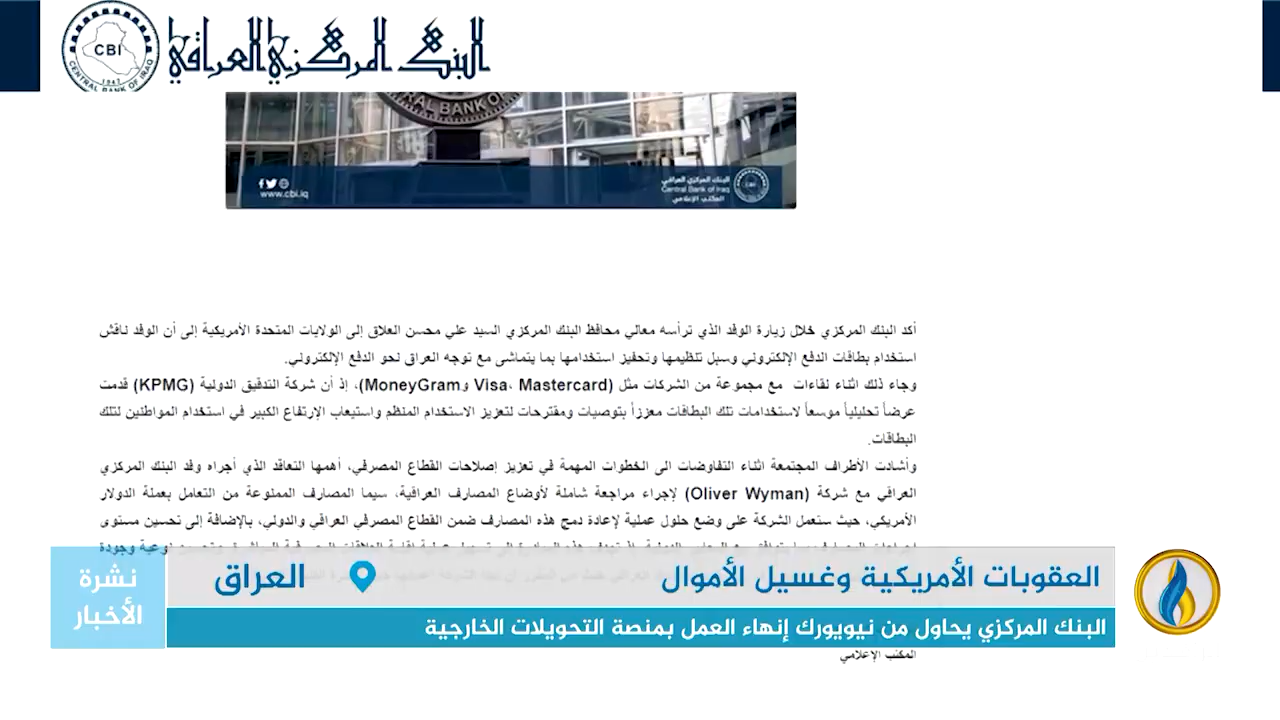 البنك المركزي العراقي
CBI
CENTRAL BANK OF IRAQ
CENTRAL BANK OF
www.cbi.iq
البنك المركزي العراقي
Central Bank of Iraq
المكتب الإعلامي
أكد البنك المركزي خلال زيارة الوفد الذي ترأسه معالي محافظ البنك المركزي السيد علي محسن العلاق إلى الولايات المتحدة الأمريكية إلى أن الوفد ناقش
استخدام بطاقات الدفع الإلكتروني وسبل تنظيمها وتحفيز استخدامها بما يتماشى مع توجه العراق نحو الدفع الإلكتروني.
وجاء ذلك اثناء لقاءات مع مجموعة من الشركات مثل (Visa، Mastercard وMoneyGram)، إذ أن شركة التدقيق الدولية (KPMG) قدمت
عرضاً تحليلياً موسعاً لاستخدامات تلك البطاقات معززاً بتوصيات ومقترحات لتعزيز الاستخدام المنظم واستيعاب الإرتفاع الكبير في استخدام المواطنين لتلك
البطاقات.
وأشادت الأطراف المجتمعة اثناء التفاوضات الى الخطوات المهمة في تعزيز إصلاحات القطاع المصرفي، أهمها التعاقد الذي أجراه وفد البنك المركزي
العراقي مع شركة (Oliver Wyman) لإجراء مراجعة شاملة لأوضاع المصارف العراقية، سيما المصارف الممنوعة من التعامل بعملة الدولار
الأمريكي، حيث ستعمل الشركة على وضع حلول عملية لإعادة دمج هذه المصارف ضمن القطاع المصرفي العراقي والدولي، بالإضافة إلى تحسين مستوى
العقوبات الأمريكية وغسيل الأموال
العراق
نشرة
الأخبار
البنك المركزي يحاول من نيويورك إنهاء العمل بمنصة التحويلات الخارجية
المكتب الإعلامي